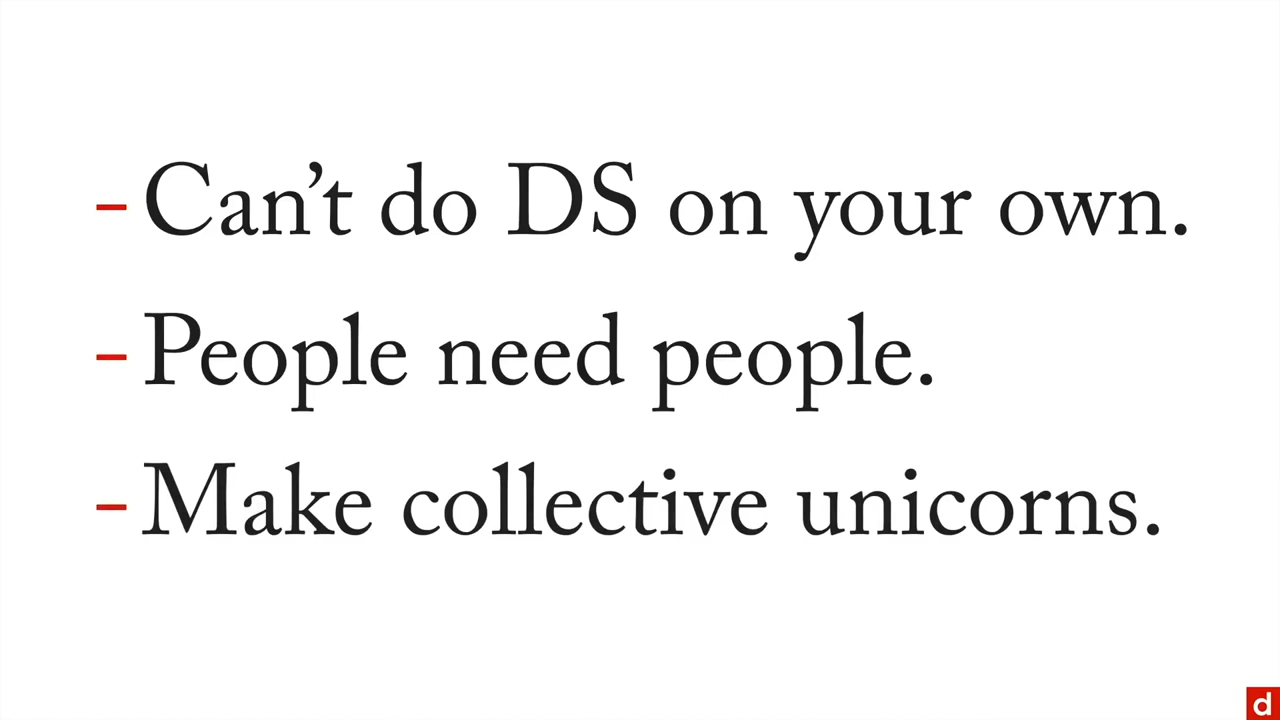 – Can’t do DS on your own.
– People need people.
– Make collective unicorns.
d